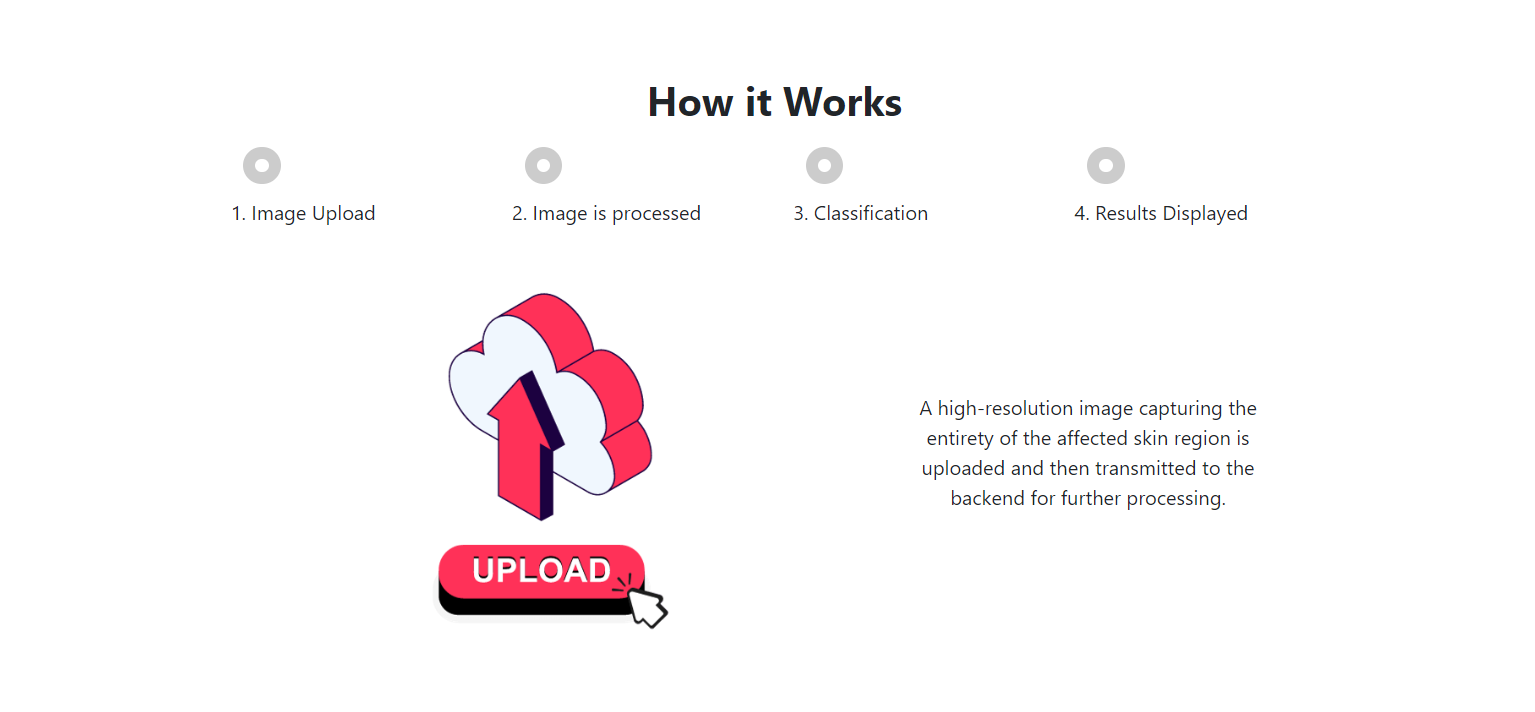 How it Works
1. Image Upload
2. Image is processed
3. Classification
4. Results Displayed
A high-resolution image capturing the
entirety of the affected skin region is
uploaded and then transmitted to the
backend for further processing.
UPLOAD